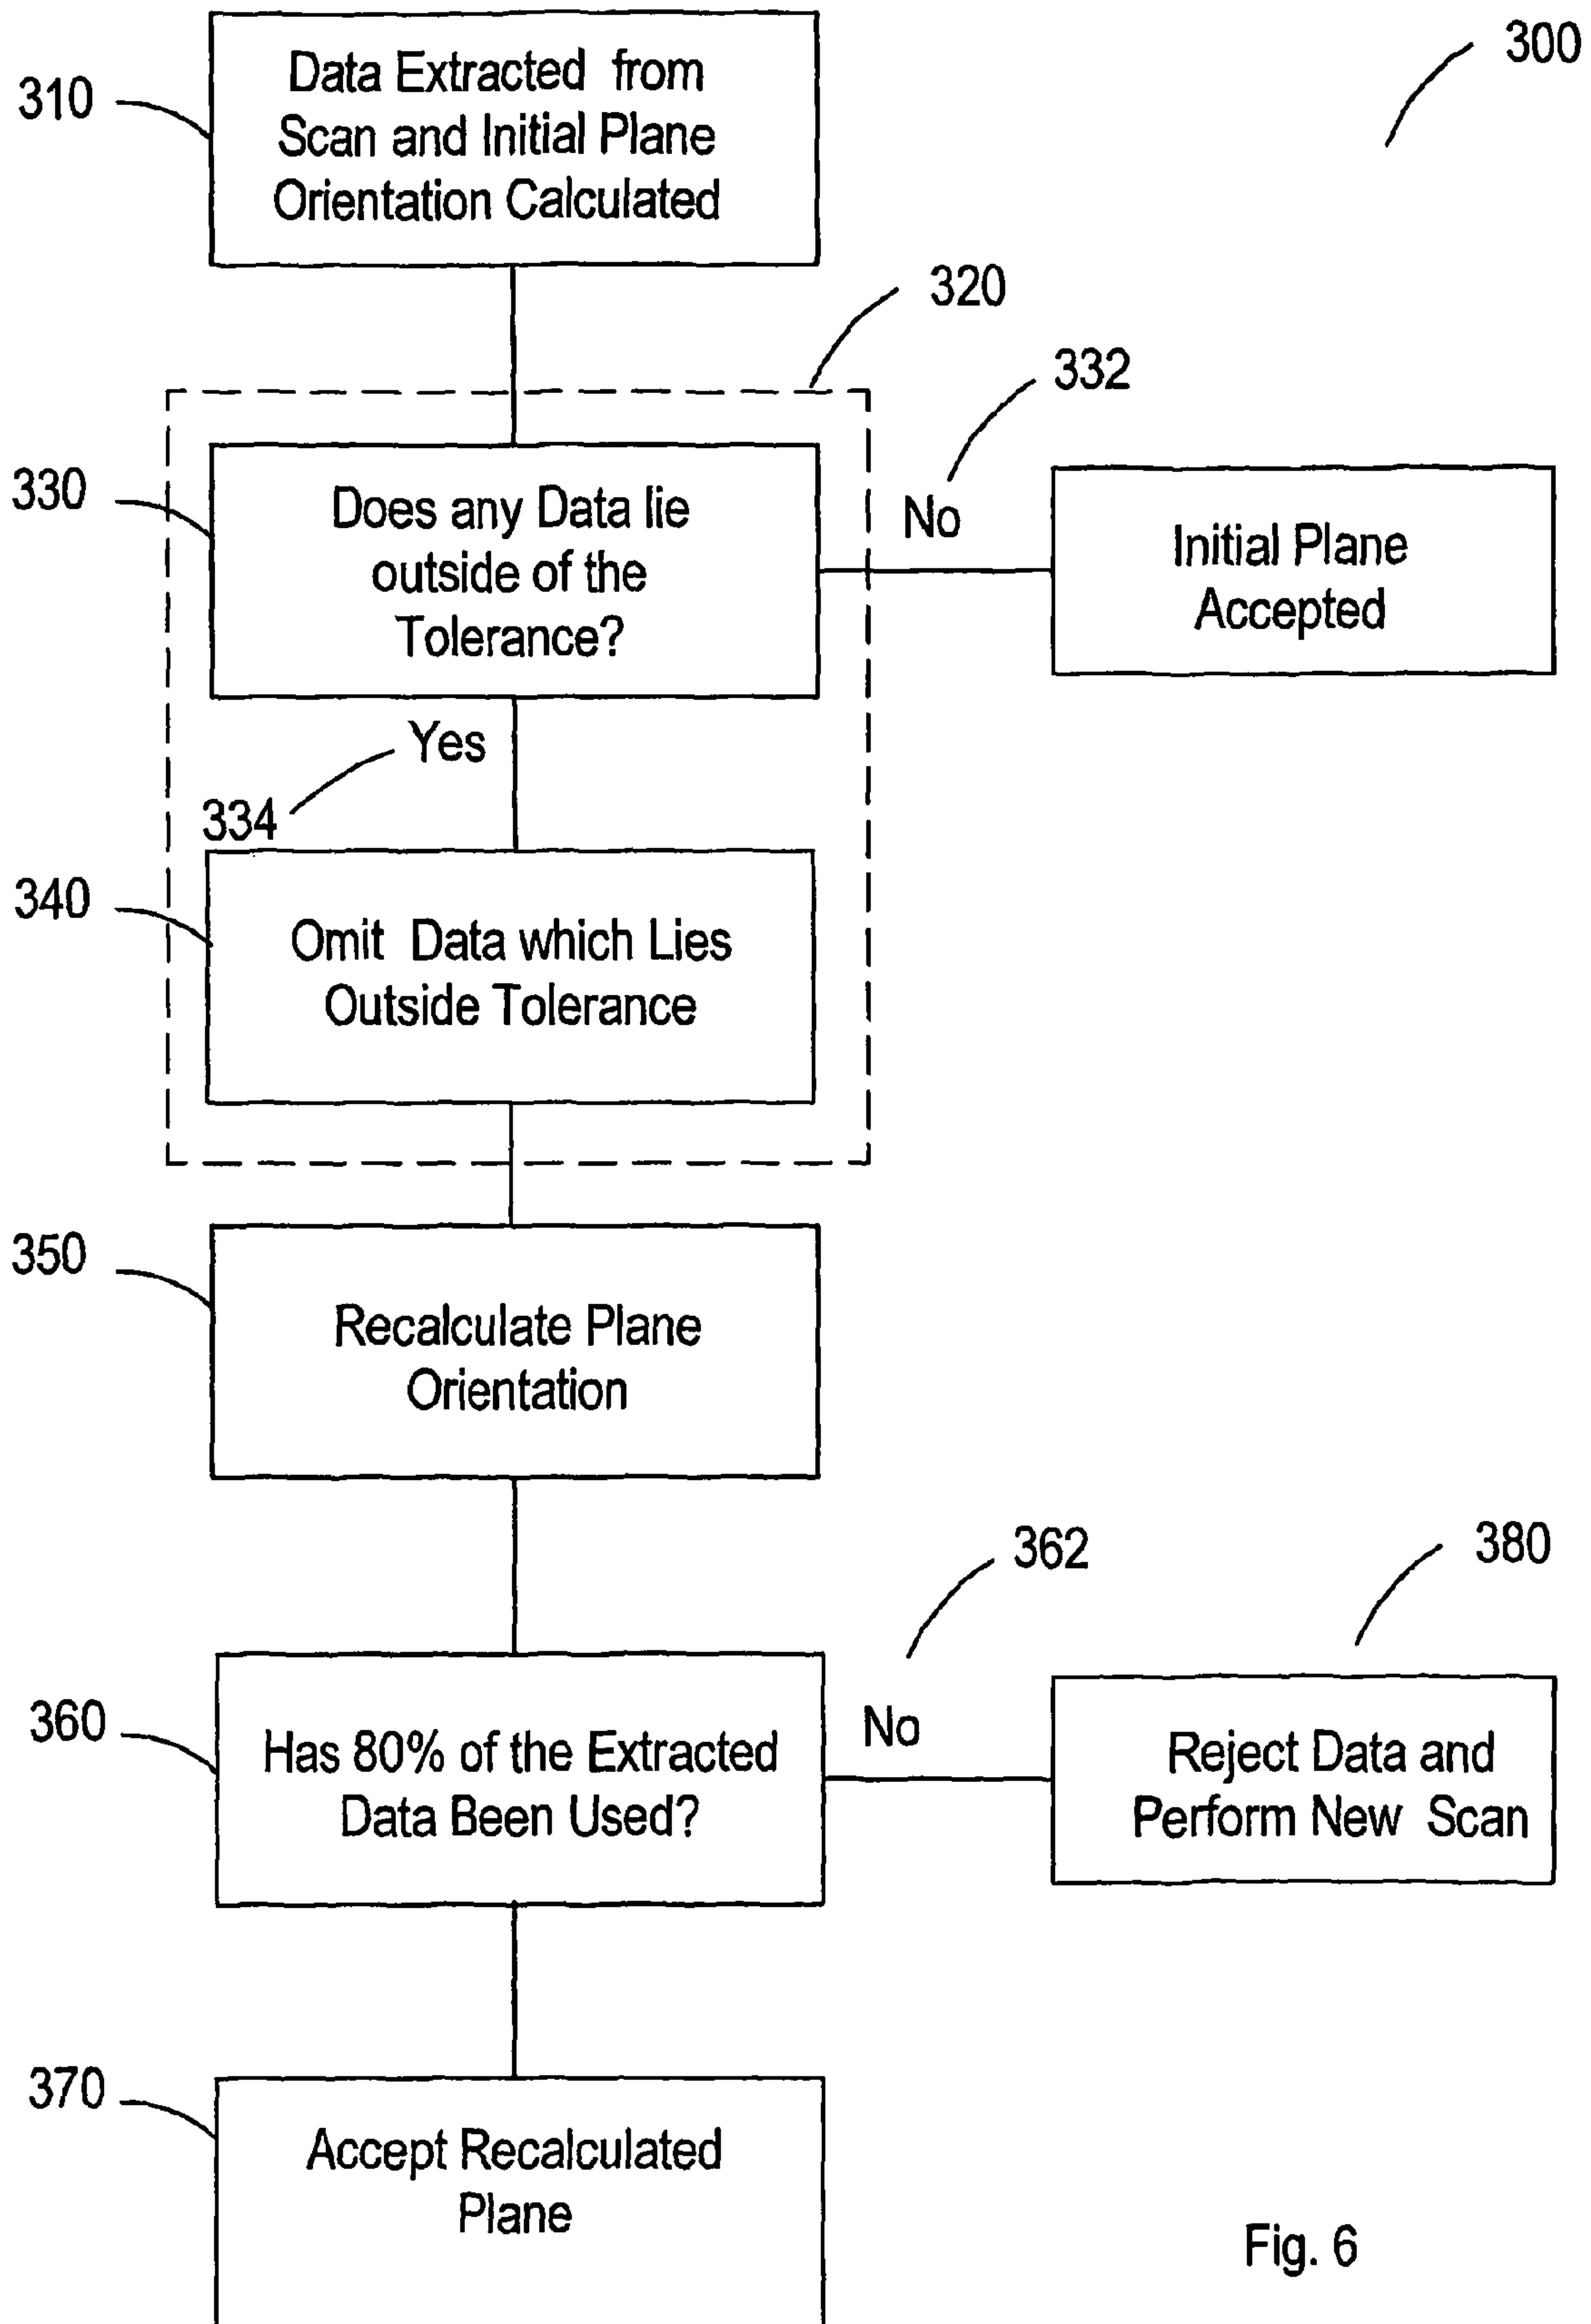 300
310
Data Extracted from
Scan and Initial Plane
Orientation Calculated
320
332
330
Does any Data lie
outside of the
Tolerance?
No
Initial Plane
Accepted
Yes
334
340
Omit Data which Lies
Outside Tolerance
350
Recalculate Plane
Orientation
362
380
360
Has 80% of the Extracted
Data Been Used?
No
Reject Data and
Perform New Scan
370
Accept Recalculated
Plane
Fig. 6